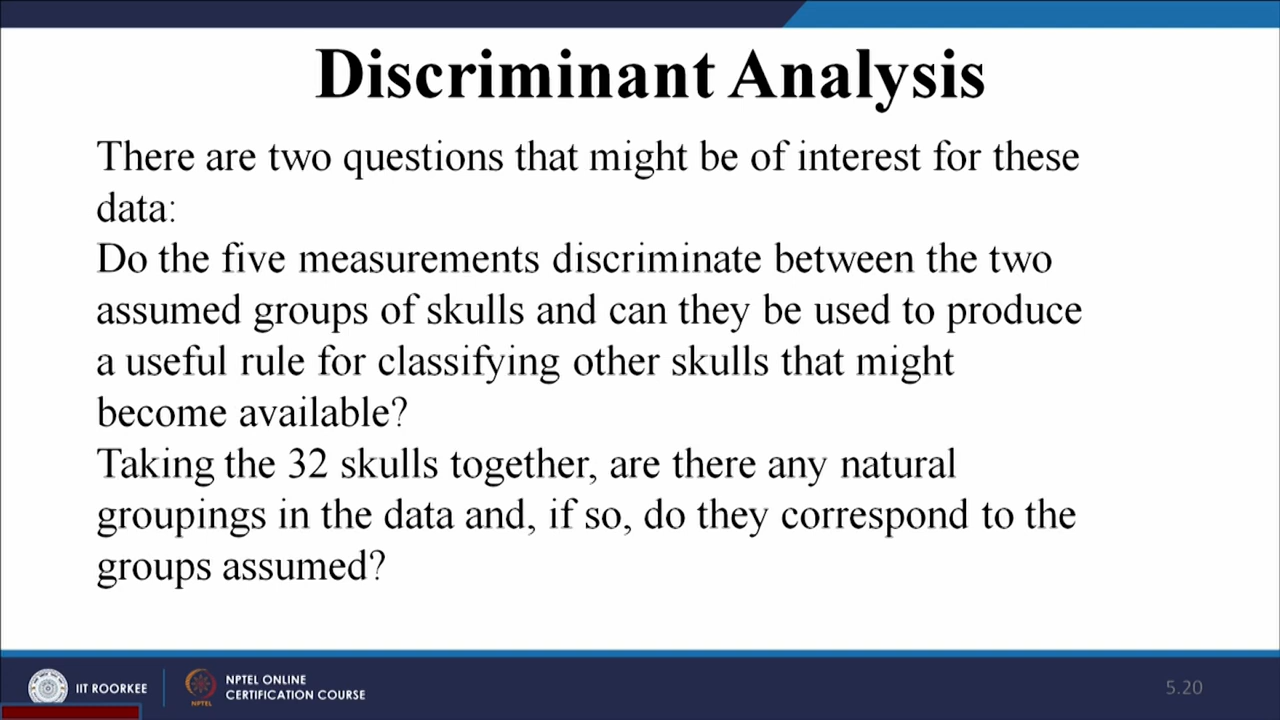 Discriminant Analysis
There are two questions that might be of interest for these
data:
Do the five measurements discriminate between the two
assumed groups of skulls and can they be used to produce
a useful rule for classifying other skulls that might
become available?
Taking the 32 skulls together, are there any natural
groupings in the data and, if so, do they correspond to the
groups assumed?
IIT ROORKEE
NPTEL
NPTEL ONLINE
CERTIFICATION COURSE
5.20